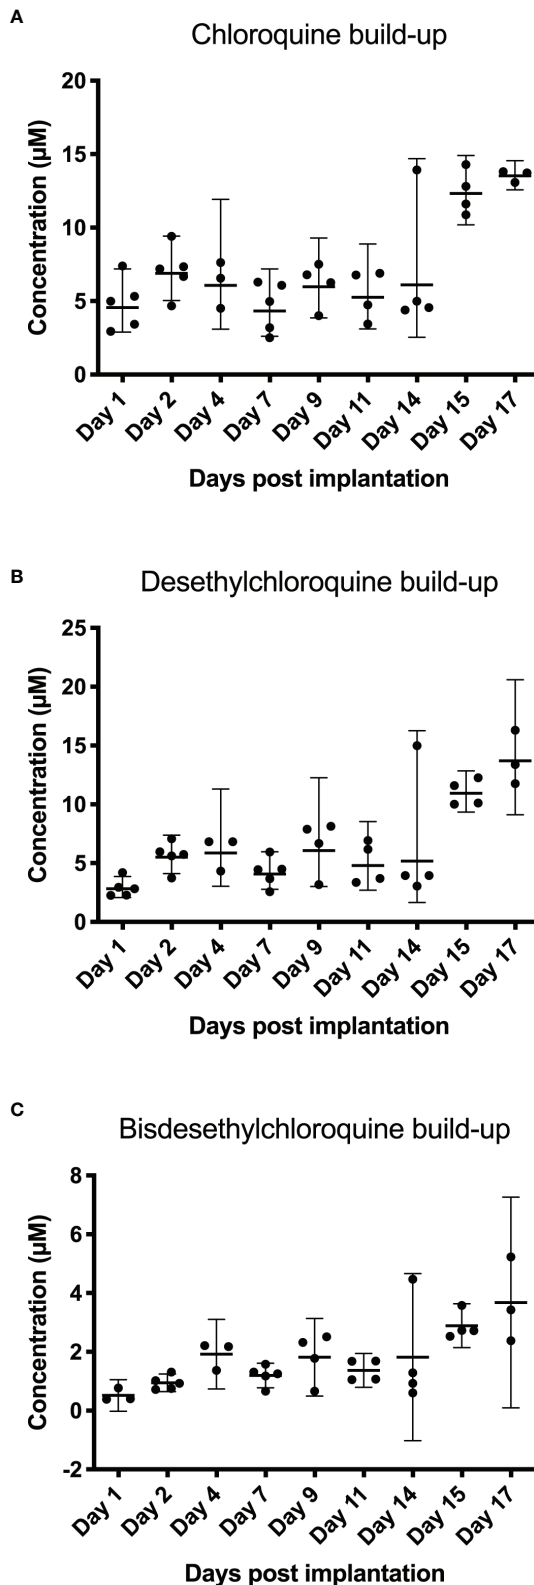 A
Chloroquine build-up
Concentration (µM)
20
15
10
5
0
Day 1
Day 2
Day 4
Day 7
Day 9
Day 11
Day 14
Day 15
Day 17
Days post implantation
B
Desethylchloroquine build-up
Concentration (µM)
25
20
15
10
5
0
Day 1
Day 2
Day 4
Day 7
Day 9
Day 11
Day 14
Day 15
Day 17
Days post implantation
C
Bisdesethylchloroquine build-up
Concentration (µM)
8
6
4
2
0
-2
Day 1
Day 2
Day 4
Day 7
Day 9
Day 11
Day 14
Day 15
Day 17
Days post implantation